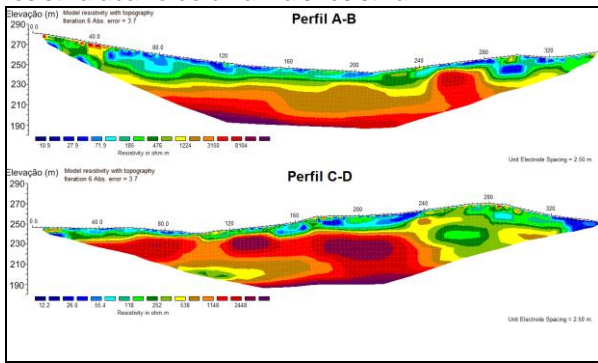 Perfil A-B
Elevação (m)
Model resistivity with topography
Iteration 6 Abs. error = 3.7
290
270
250
230
210
190
0.0
40.0
80.0
120
160
200
240
280
320
10.9 27.9 71.9 185 476 1224 3150 8104
Resistivity in ohm.m
Unit Electrode Spacing = 2.50 m.
Perfil C-D
Elevação (m)
Model resistivity with topography
Iteration 6 Abs. error = 3.7
290
270
250
230
210
190
0.0
40.0
80.0
120
160
200
240
280
320
12.2 26.0 55.4 118 252 538 1148 2448
Resistivity in ohm.m
Unit Electrode Spacing = 2.50 m.